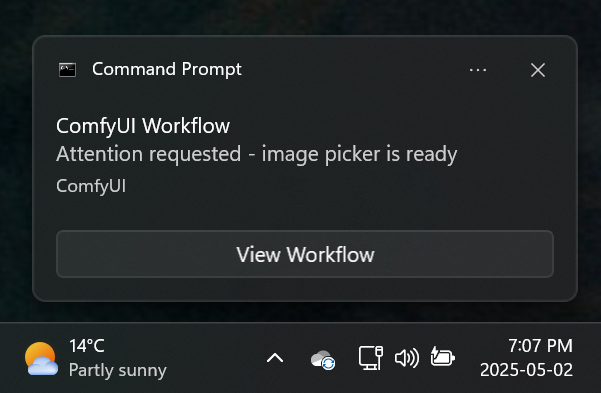 Command Prompt
ComfyUI Workflow
Attention requested - image picker is ready
ComfyUI
View Workflow
14°C
Partly sunny
7:07 PM
2025-05-02